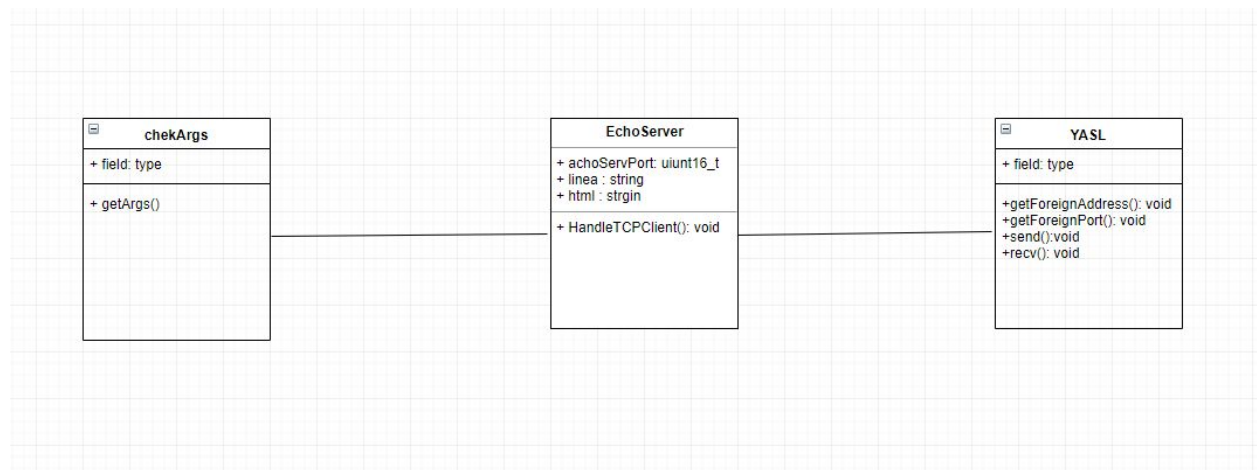 chekArgs
+ field: type
+ getArgs()
EchoServer
+ achoServPort: uiunt16_t
+ linea : string
+ html : strgin
+ HandleTCPClient(): void
YASL
+ field: type
+getForeignAddress(): void
+getForeignPort(): void
+send():void
+recv(): void